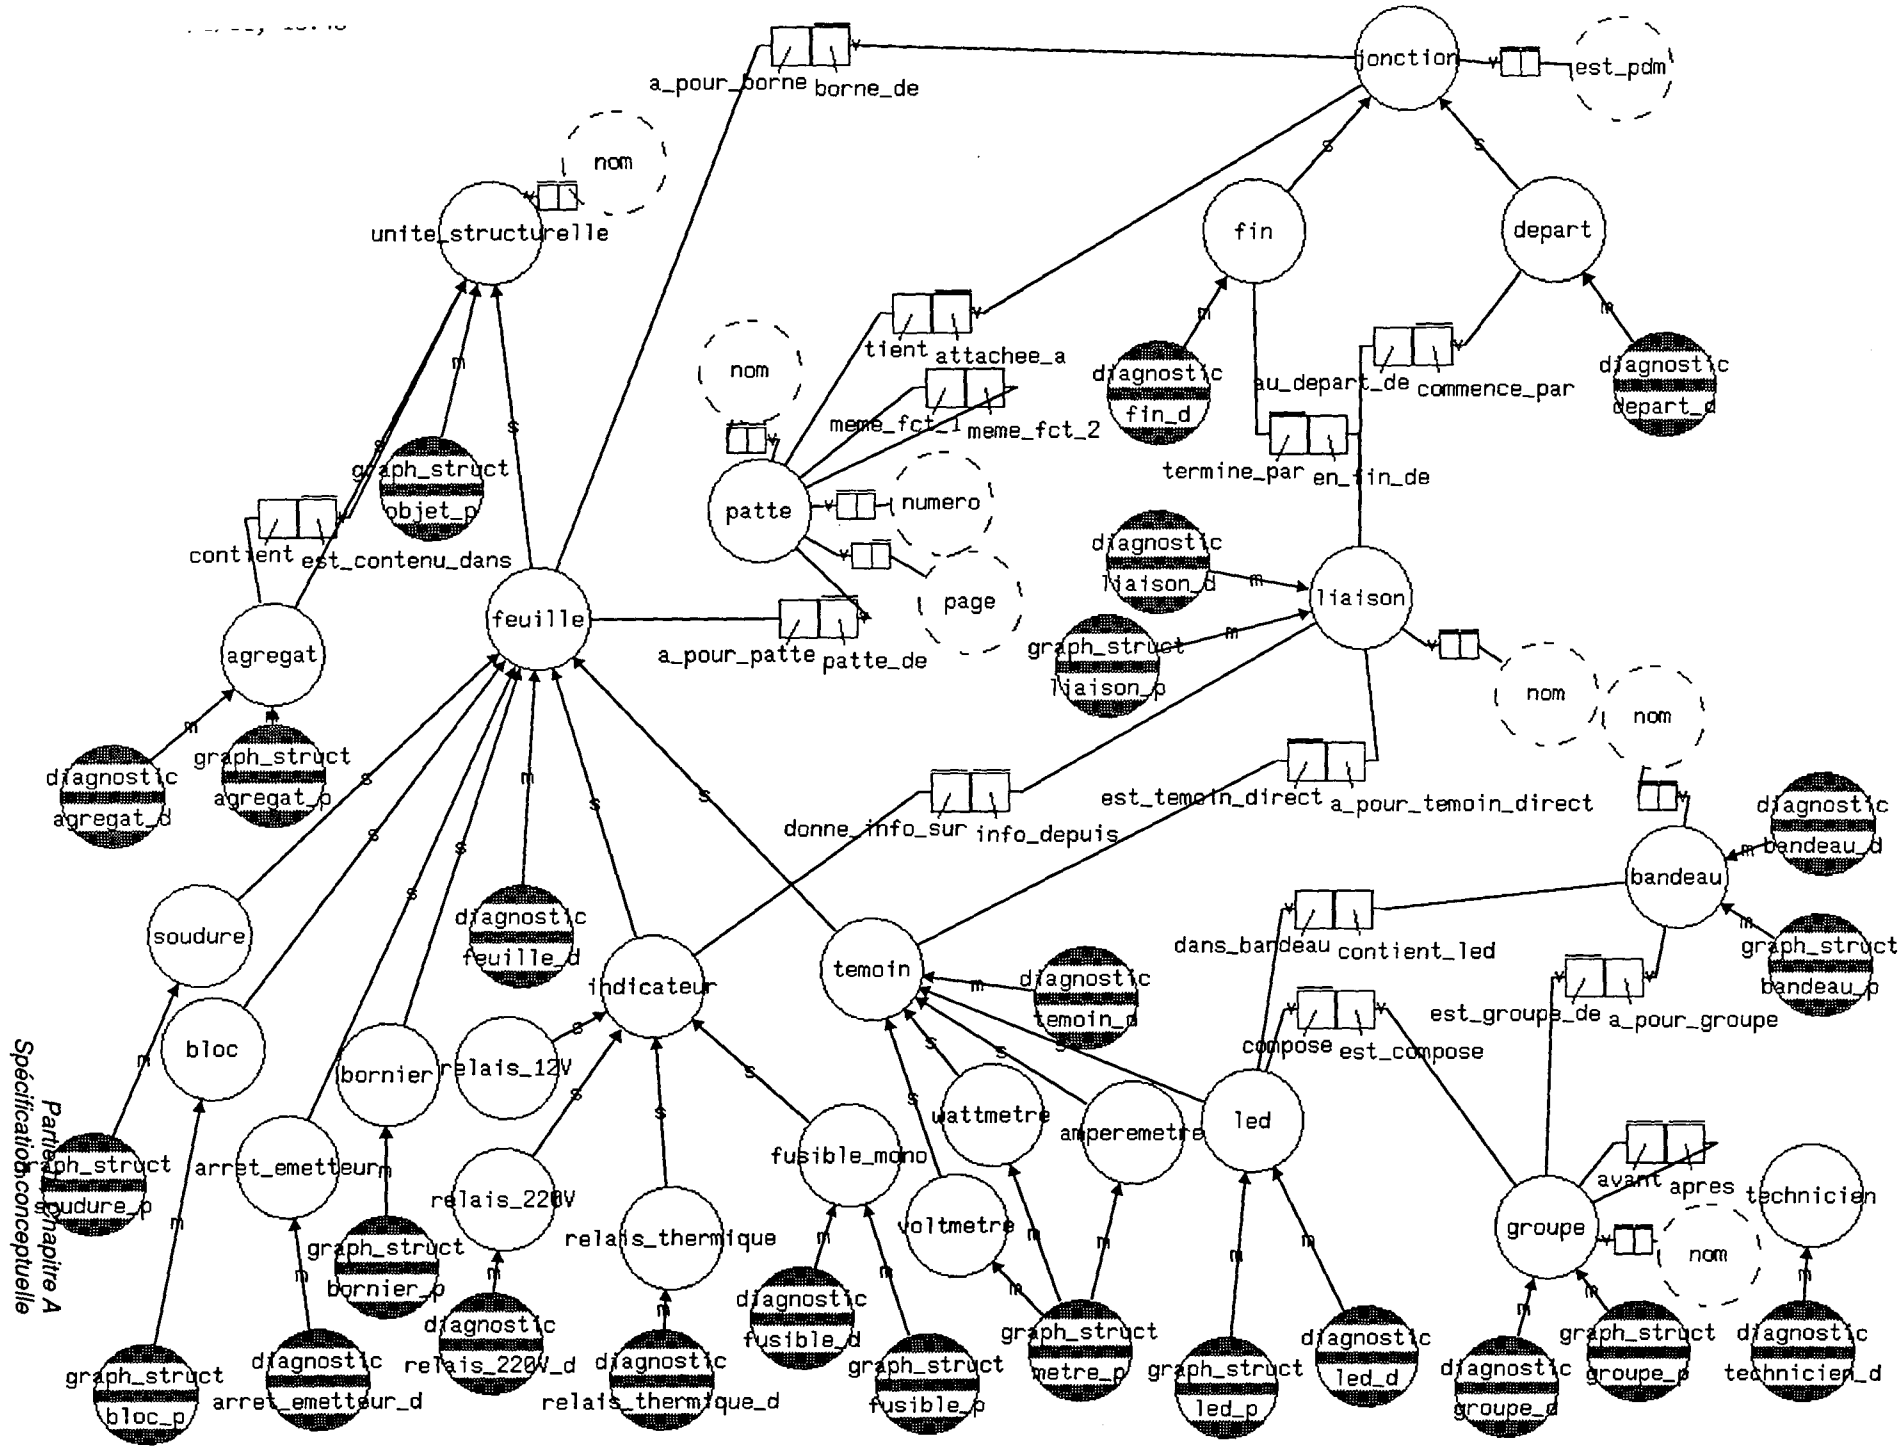 jonction
est_pdm
a_pour_borne
borne_de
nom
unite_structurelle
fin
depart
tient
attachee_a
nom
diagnostic
fin_d
au_depart_de
commence_par
diagnostic
depart_d
meme_fct_1
meme_fct_2
graph_struct
objet_p
termine_par
en_fin_de
patte
numero
contient
est_contenu_dans
diagnostic
liaison_d
liaison
page
feuille
a_pour_patte
patte_de
agregat
graph_struct
liaison_p
nom
nom
graph_struct
agregat_p
diagnostic
agregat_d
est_temoin_direct
a_pour_temoin_direct
donne_info_sur
info_depuis
diagnostic
bandeau_d
bandeau
soudure
diagnostic
feuille_d
indicateur
temoin
diagnostic
temoin_d
dans_bandeau
contient_led
graph_struct
bandeau_p
est_groupe_de
a_pour_groupe
compose
est_compose
bloc
bornier
relais_12V
wattmetre
amperemetre
led
graph_struct
soudure_p
arret_emetteur
fusible_mono
relais_220V
avant
apres
technicien
voltmetre
relais_thermique
groupe
nom
graph_struct
bornier_p
diagnostic
fusible_d
diagnostic
relais_220V_d
graph_struct
metre_p
diagnostic
led_d
graph_struct
groupe_p
diagnostic
technicien_d
diagnostic
arret_emetteur_d
diagnostic
relais_thermique_d
graph_struct
fusible_p
graph_struct
led_p
diagnostic
groupe_d
graph_struct
bloc_p
Chapitre A
Spécification conceptuelle